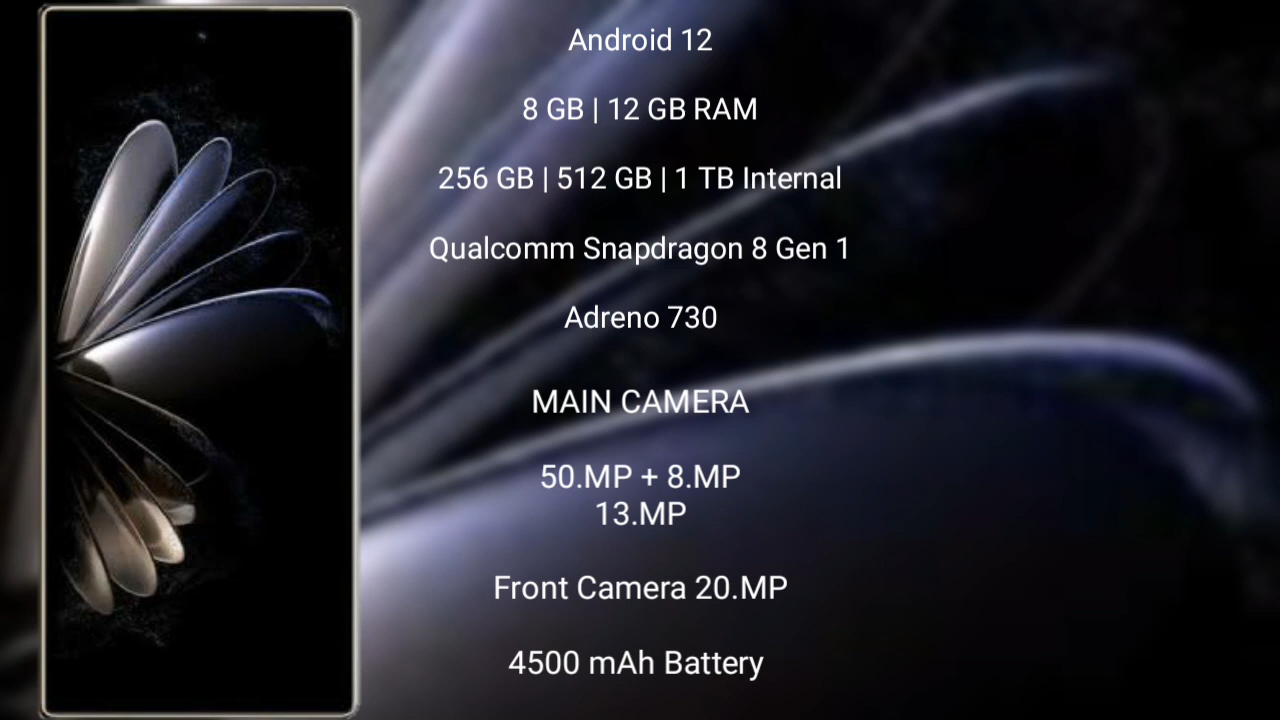 Android 12
8 GB | 12 GB RAM
256 GB | 512 GB | 1 TB Internal
Qualcomm Snapdragon 8 Gen 1
Adreno 730
MAIN CAMERA
50.MP + 8.MP
13.MP
Front Camera 20.MP
4500 mAh Battery